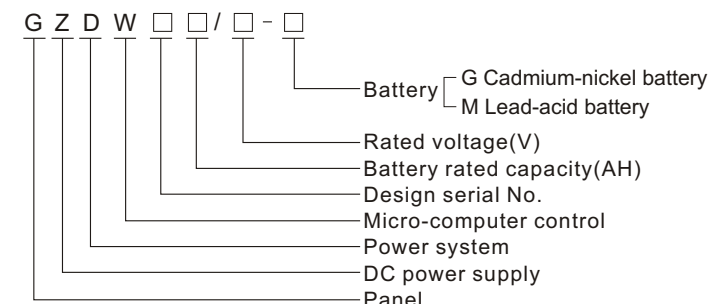 G Z D W □ □ / □ - □
Battery
G Cadmium-nickel battery
M Lead-acid battery
Rated voltage(V)
Battery rated capacity(AH)
Design serial No.
Micro-computer control
Power system
DC power supply
Panel